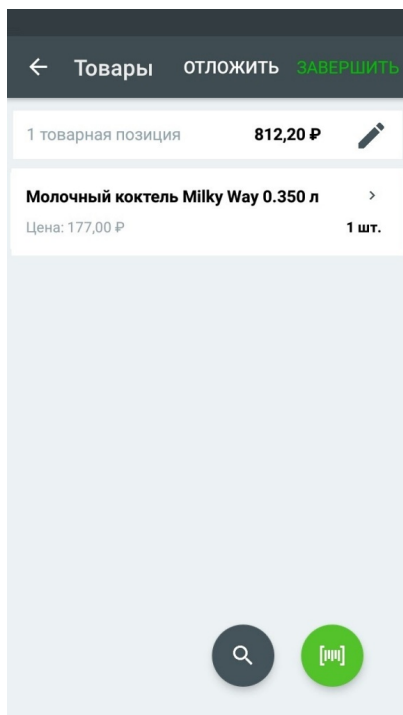 Товары ОТЛОЖИТЬ ЗАВЕРШИТЬ
1 товарная позиция 812,20 ₽
Молочный коктель Milky Way 0.350 л
Цена: 177,00 ₽ 1 шт.